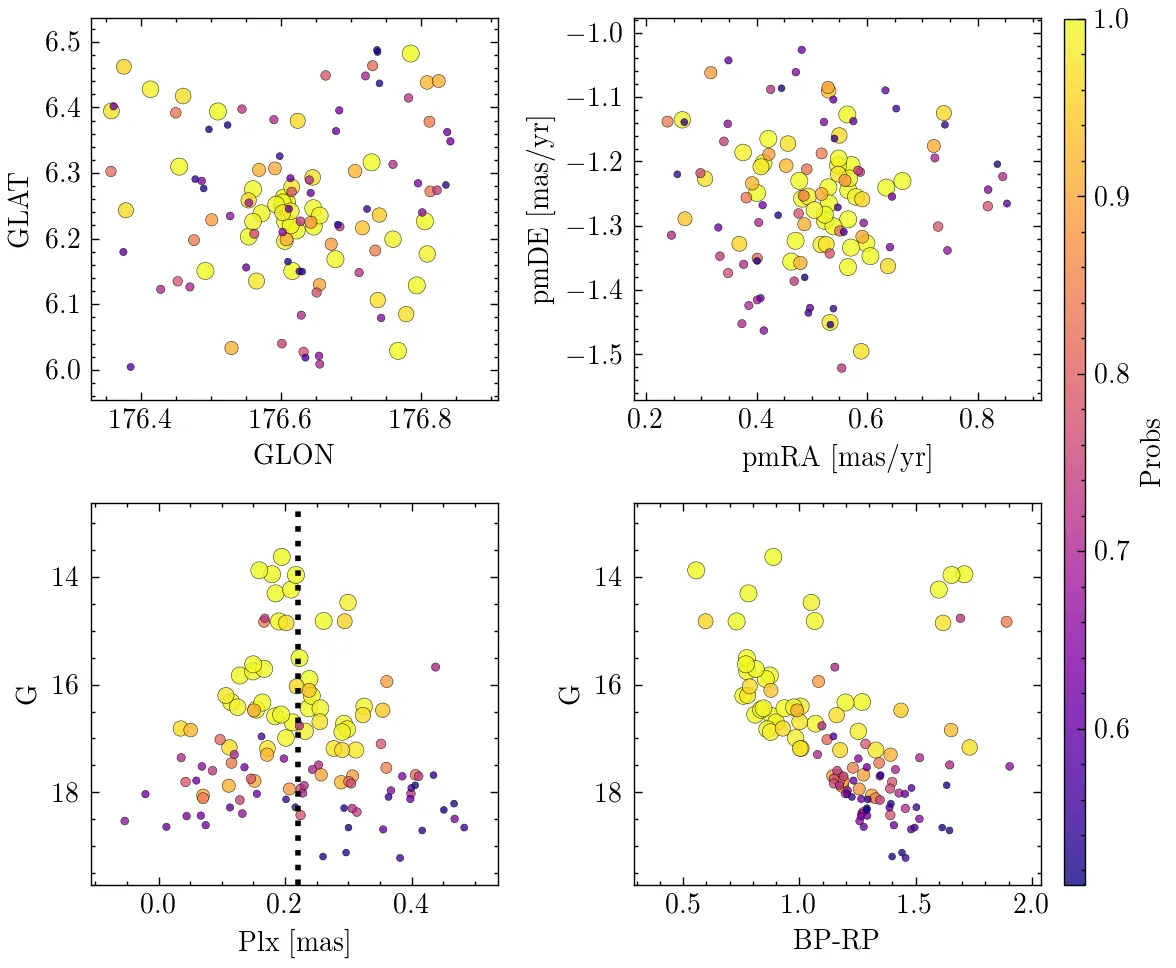 6.5
6.4
6.3
6.2
6.1
6.0
GLAT
176.4 176.6 176.8
GLON
−1.0
−1.1
−1.2
−1.3
−1.4
−1.5
pmDE [mas/yr]
0.2 0.4 0.6 0.8
pmRA [mas/yr]
14
16
18
G
0.0 0.2 0.4
Plx [mas]
14
16
18
G
0.5 1.0 1.5 2.0
BP-RP
1.0
0.9
0.8
0.7
0.6
Probs